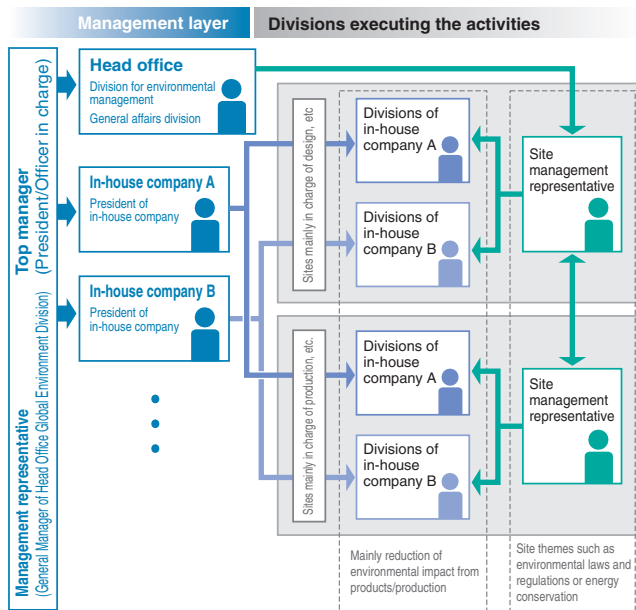 Management layer
Divisions executing the activities
Top manager
(President/Officer in charge)
Management representative
(General Manager of Head Office Global Environment Division)
Head office
Division for environmental
management
General affairs division
In-house company A
President of
in-house company
In-house company B
President of
in-house company
Sites mainly in charge of design, etc
Divisions of
in-house
company A
Divisions of
in-house
company B
Site
management
representative
Sites mainly in charge of production, etc.
Divisions of
in-house
company A
Divisions of
in-house
company B
Site
management
representative
Mainly reduction of
environmental impact from
products/production
Site themes such as
environmental laws and
regulations or energy
conservation